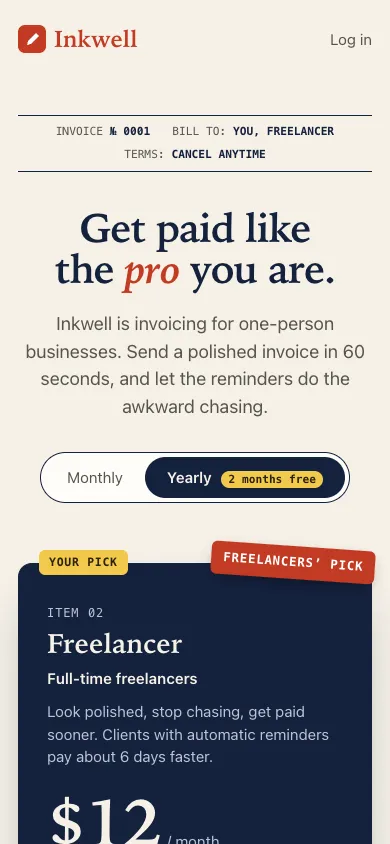 Inkwell
Log in
INVOICE № 0001 BILL TO: YOU, FREELANCER
TERMS: CANCEL ANYTIME
Get paid like
the pro you are.
Inkwell is invoicing for one-person
businesses. Send a polished invoice in 60
seconds, and let the reminders do the
awkward chasing.
Monthly
Yearly 2 months free
YOUR PICK
FREELANCERS’ PICK
ITEM 02
Freelancer
Full-time freelancers
Look polished, stop chasing, get paid
sooner. Clients with automatic reminders
pay about 6 days faster.
$12 / month